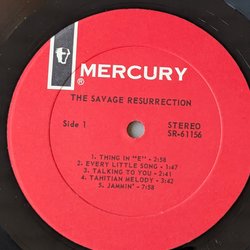 MERCURY
®
THE SAVAGE RESURRECTION
Side 1
STEREO
SR-61156
1. THING IN "E" - 2:58
2. EVERY LITTLE SONG - 1:47
3. TALKING TO YOU - 2:41
4. TAHITIAN MELODY - 3:42
5. JAMMIN' - 7:58